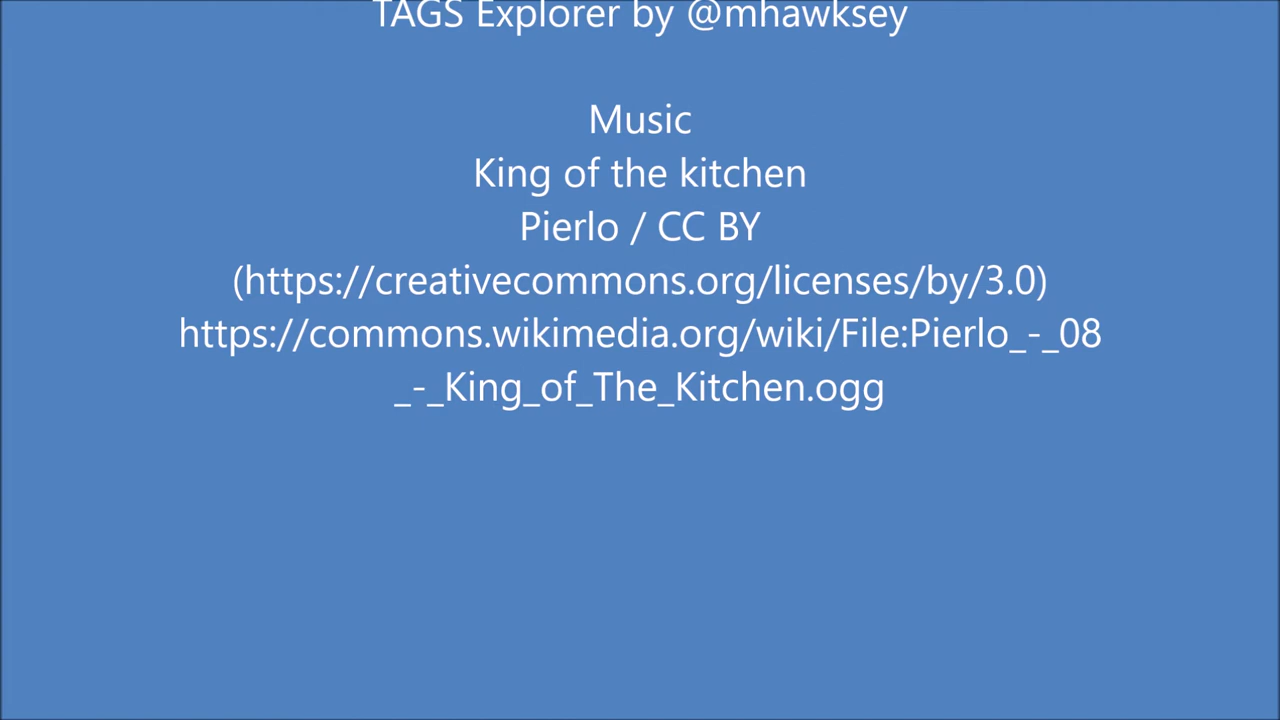 TAGS Explorer by @mhawksey
Music
King of the kitchen
Pierlo / CC BY
(https://creativecommons.org/licenses/by/3.0)
https://commons.wikimedia.org/wiki/File:Pierlo_-_08
_-_King_of_The_Kitchen.ogg